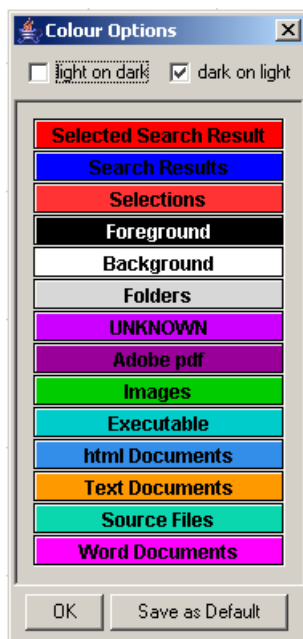 Colour Options
light on dark dark on light
Selected Search Result
Search Results
Selections
Foreground
Background
Folders
UNKNOWN
Adobe pdf
Images
Executable
html Documents
Text Documents
Source Files
Word Documents
OK Save as Default